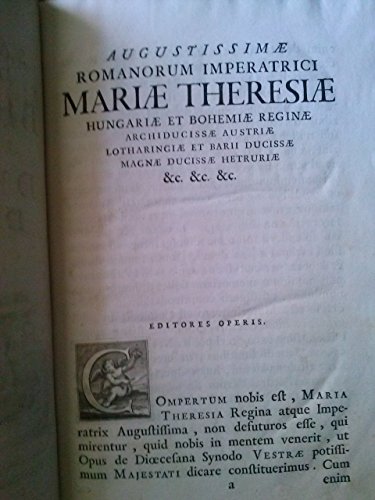 AUGUSTISSIMÆ
ROMANORUM IMPERATRICI
MARIÆ THERESIÆ
HUNGARIÆ ET BOHEMIÆ REGINÆ
ARCHIDUCISSÆ AUSTRIÆ
LOTHARINGIÆ ET BARII DUCISSÆ
MAGNÆ DUCISSÆ HETRURIÆ
&c. &c. &c.
EDITORES OPERIS.
COMPERTUM nobis eſt, MARIA
THERESIA Regina atque Impe-
ratrix Auguſtiſſima, non defuturos eſſe, qui
mirentur, quid nobis in mentem venerit, ut
Opus de Diœceſana Synodo VESTRÆ potiſſi-
mum MAJESTATI dicare conſtituerimus. Cum
a
enim